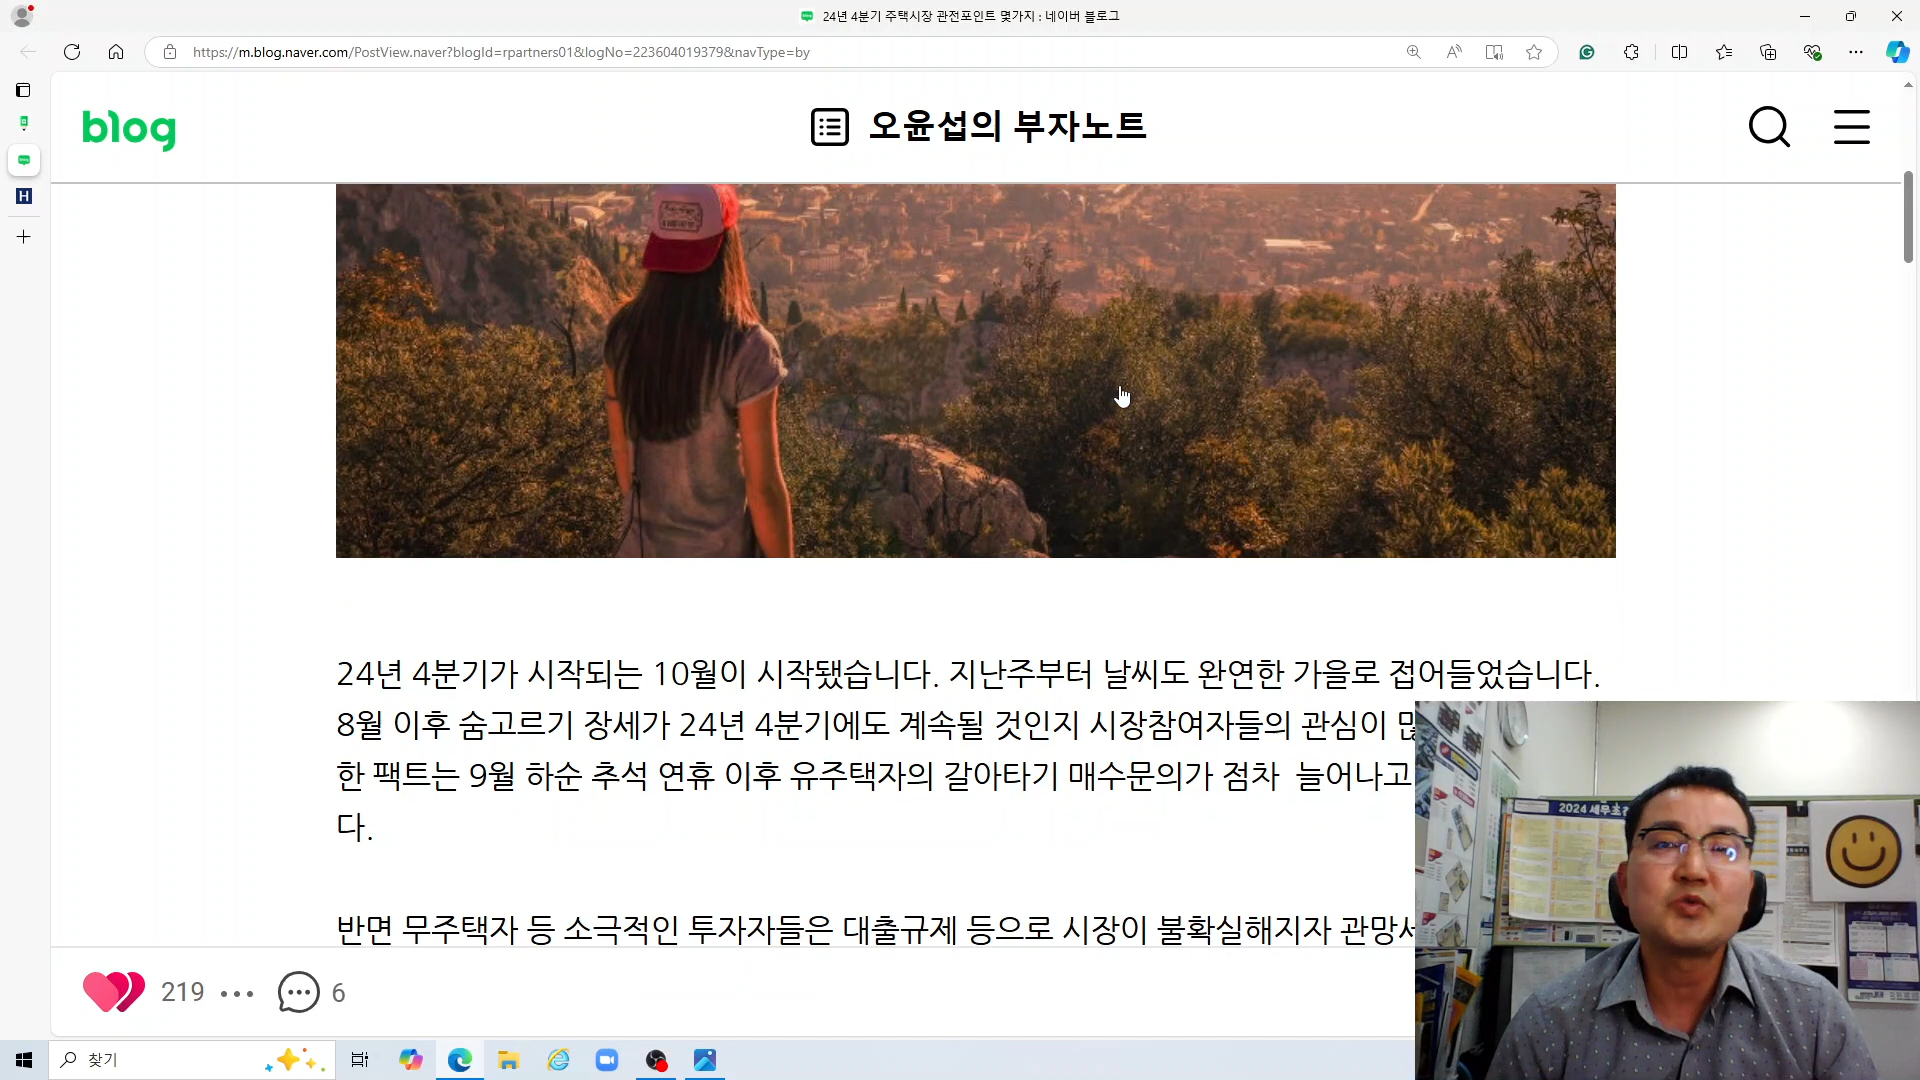 24년 4분기 주택시장 관전포인트 몇가지 : 네이버 블로그
https://m.blog.naver.com/PostView.naver?blogId=rpartners01&logNo=223604019379&navType=by
blog
오윤섭의 부자노트
24년 4분기가 시작되는 10월이 시작됐습니다. 지난주부터 날씨도 완연한 가을로 접어들었습니다.
8월 이후 숨고르기 장세가 24년 4분기에도 계속될 것인지 시장참여자들의 관심이
한 팩트는 9월 하순 추석 연휴 이후 유주택자의 갈아타기 매수문의가 점차 늘어나고
다.
반면 무주택자 등 소극적인 투자자들은 대출규제 등으로 시장이 불확실해지자
219
6
찾기
2024 세무조